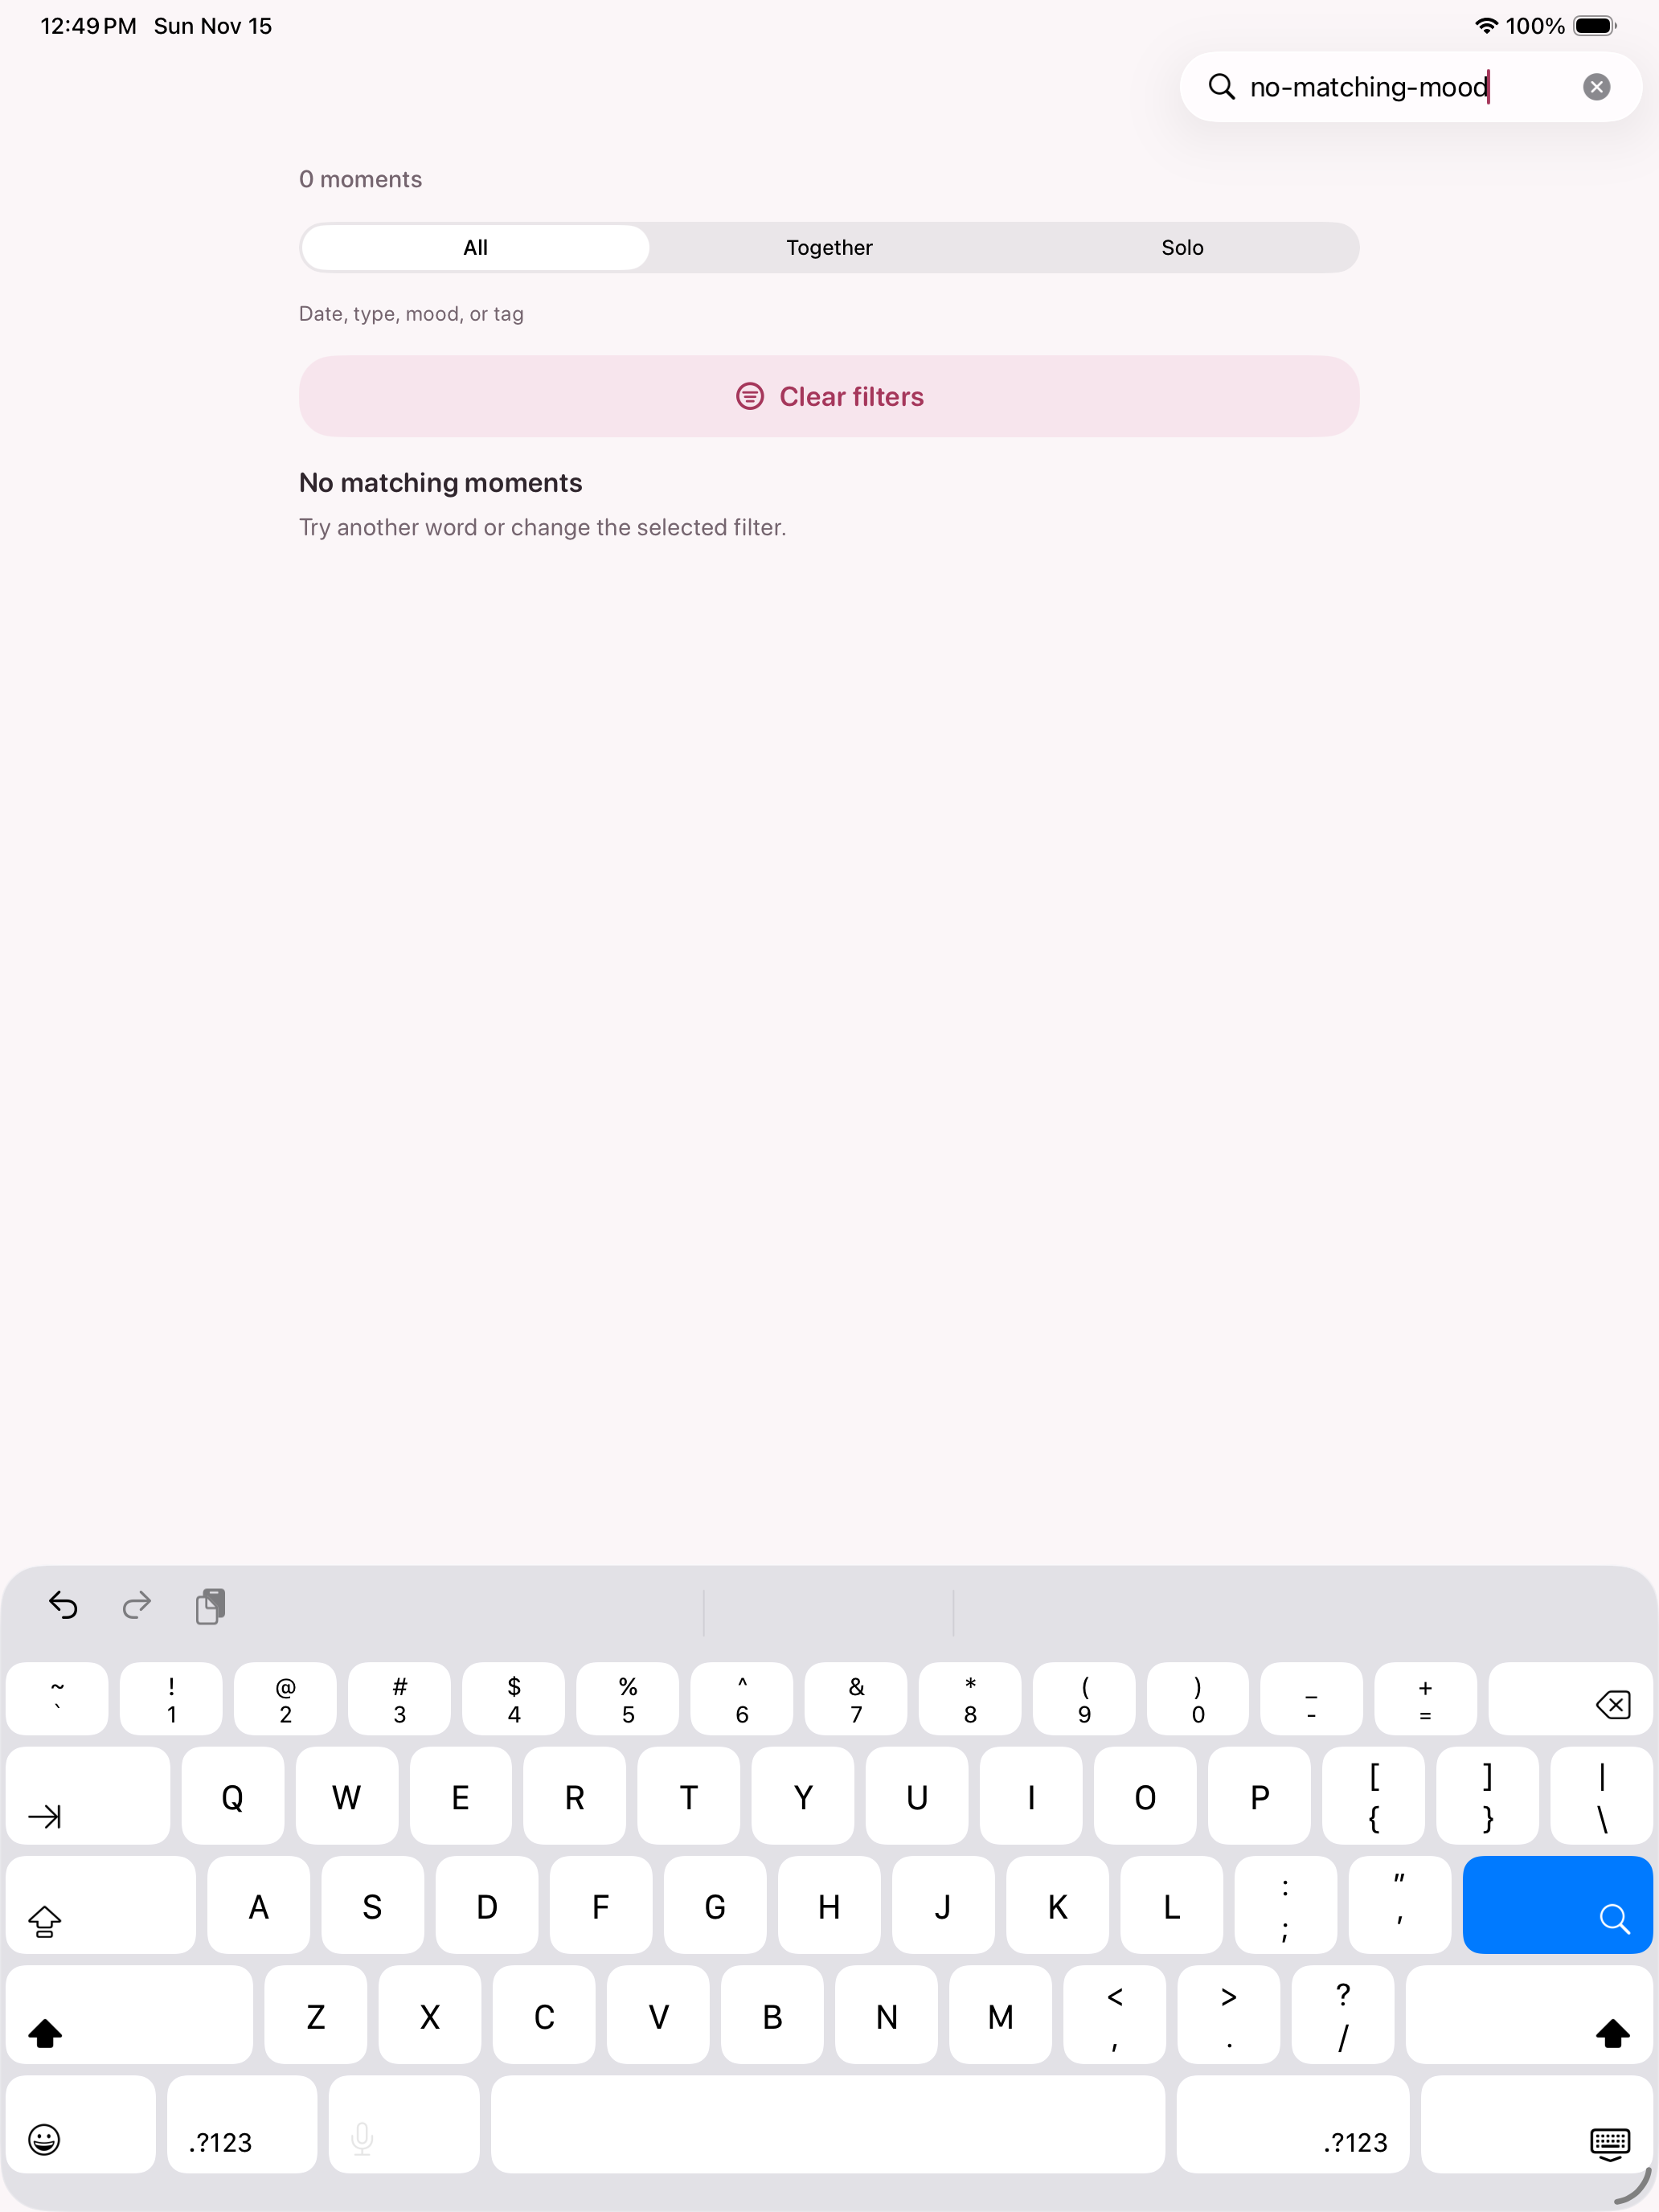 12:49 PM Sun Nov 15
100%
no-matching-mood
0 moments
All Together Solo
Date, type, mood, or tag
Clear filters
No matching moments
Try another word or change the selected filter.
~ ! @ # $ % ^ & * ( ) _ +
` 1 2 3 4 5 6 7 8 9 0 - =
Q W E R T Y U I O P [ ] |
{ } \
A S D F G H J K L : "
; '
Z X C V B N M < > ?
, . /
.?123 .?123